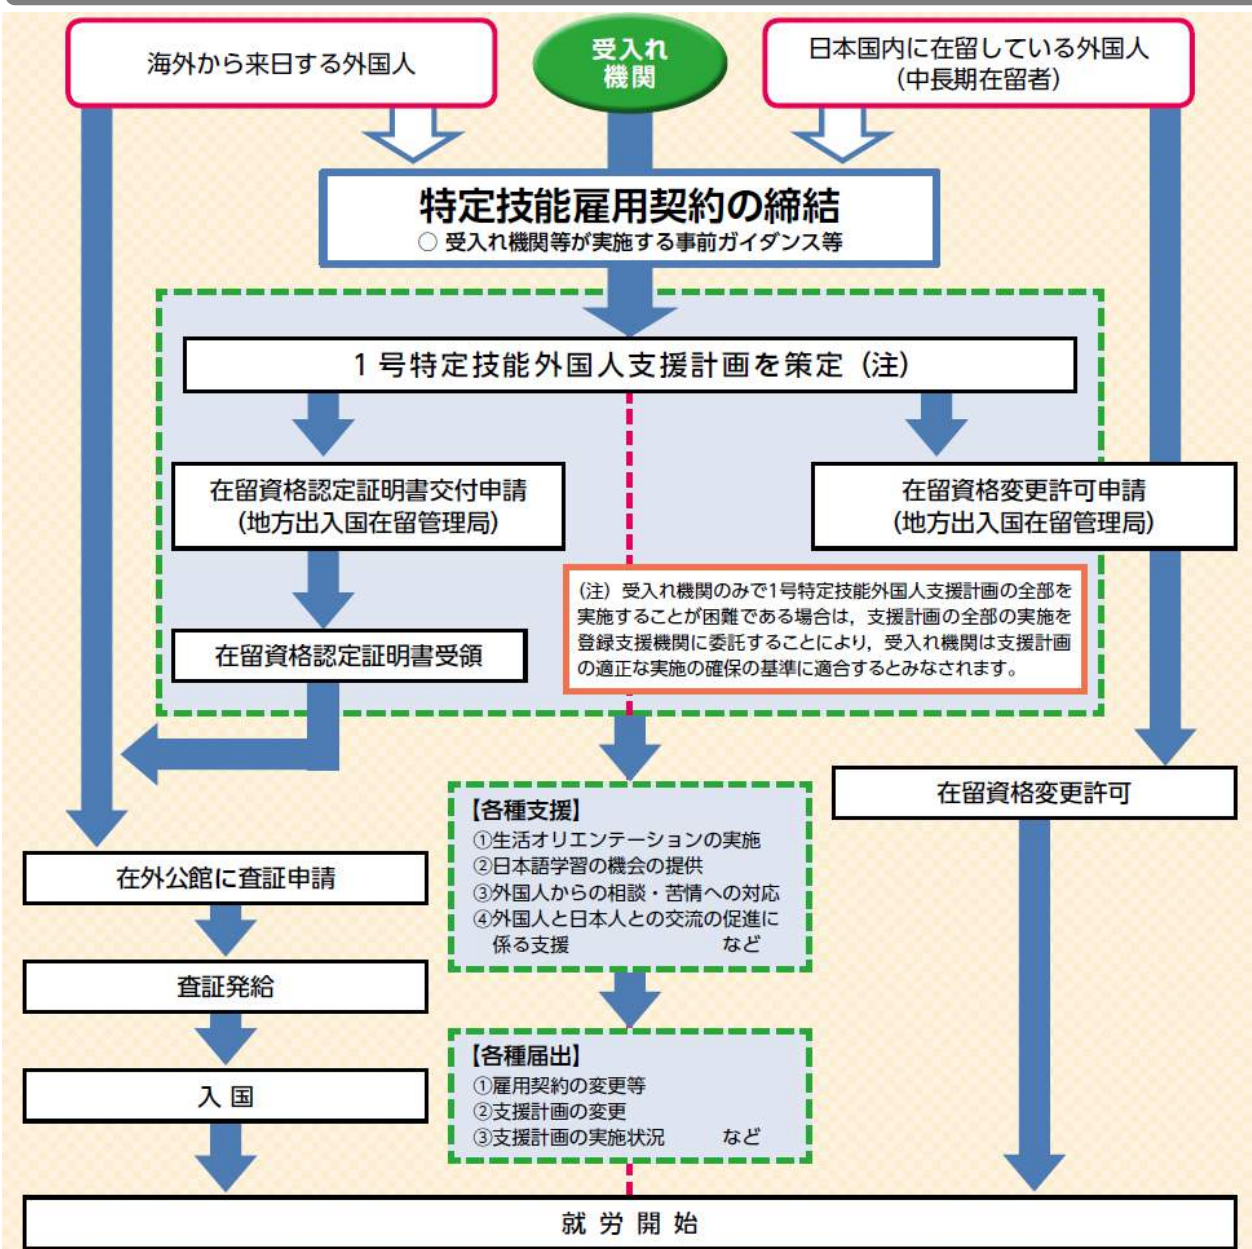 海外から来日する外国人
受入れ
機関
日本国内に在留している外国人
(中長期在留者)
特定技能雇用契約の締結
○ 受入れ機関等が実施する事前ガイダンス等
1号特定技能外国人支援計画を策定（注）
在留資格認定証明書交付申請
(地方出入国在留管理局)
在留資格変更許可申請
(地方出入国在留管理局)
(注）受入れ機関のみで1号特定技能外国人支援計画の全部を
実施することが困難である場合は，支援計画の全部の実施を
登録支援機関に委託することにより，受入れ機関は支援計画
の適正な実施の確保の基準に適合するとみなされます。
在留資格認定証明書受領
在留資格変更許可
【各種支援】
①生活オリエンテーションの実施
②日本語学習の機会の提供
③外国人からの相談・苦情への対応
④外国人と日本人との交流の促進に
係る支援 など
在外公館に査証申請
査証発給
入国
【各種届出】
①雇用契約の変更等
②支援計画の変更
③支援計画の実施状況 など
就労開始